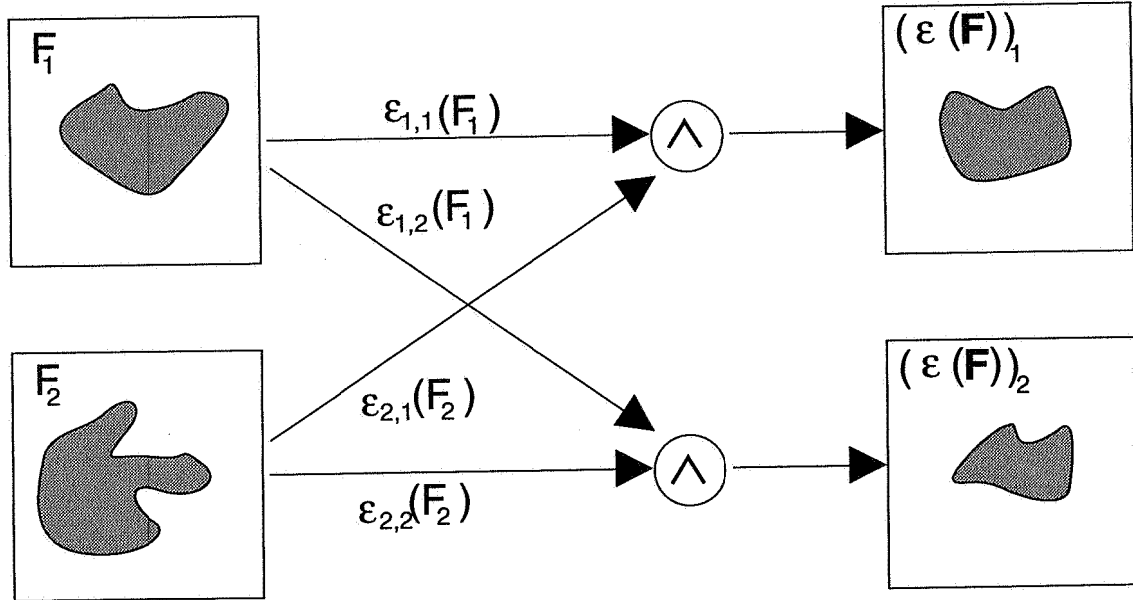 F₁
(ε(F))₁
ε₁,₁(F₁)
∧
ε₁,₂(F₁)
F₂
(ε(F))₂
ε₂,₁(F₂)
∧
ε₂,₂(F₂)